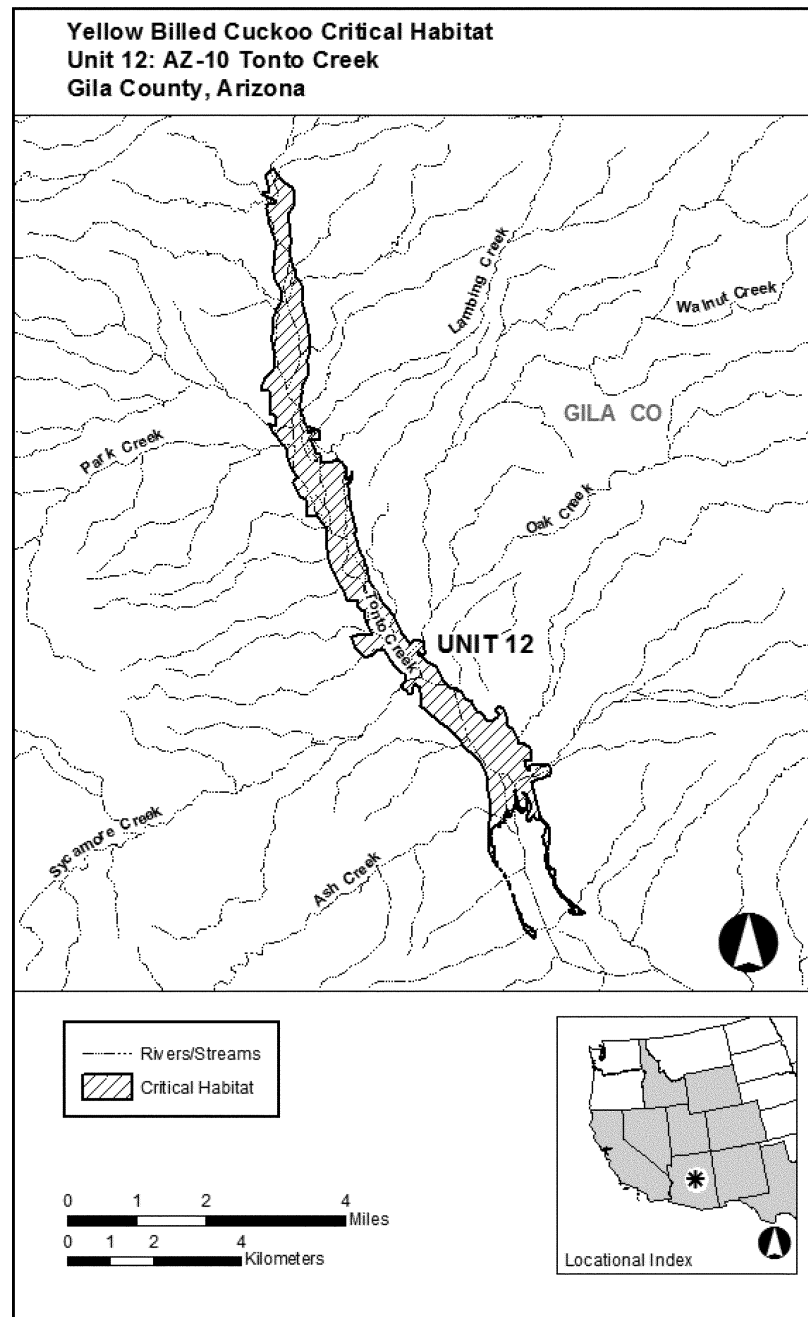 Yellow Billed Cuckoo Critical Habitat
Unit 12: AZ-10 Tonto Creek
Gila County, Arizona
Lambing Creek
Walnut Creek
GILA CO
Park Creek
Oak Creek
Tonto Creek
UNIT 12
Sycamore Creek
Ash Creek
Rivers/Streams
Critical Habitat
0 1 2 4
Miles
0 1 2 4
Kilometers
Locational Index